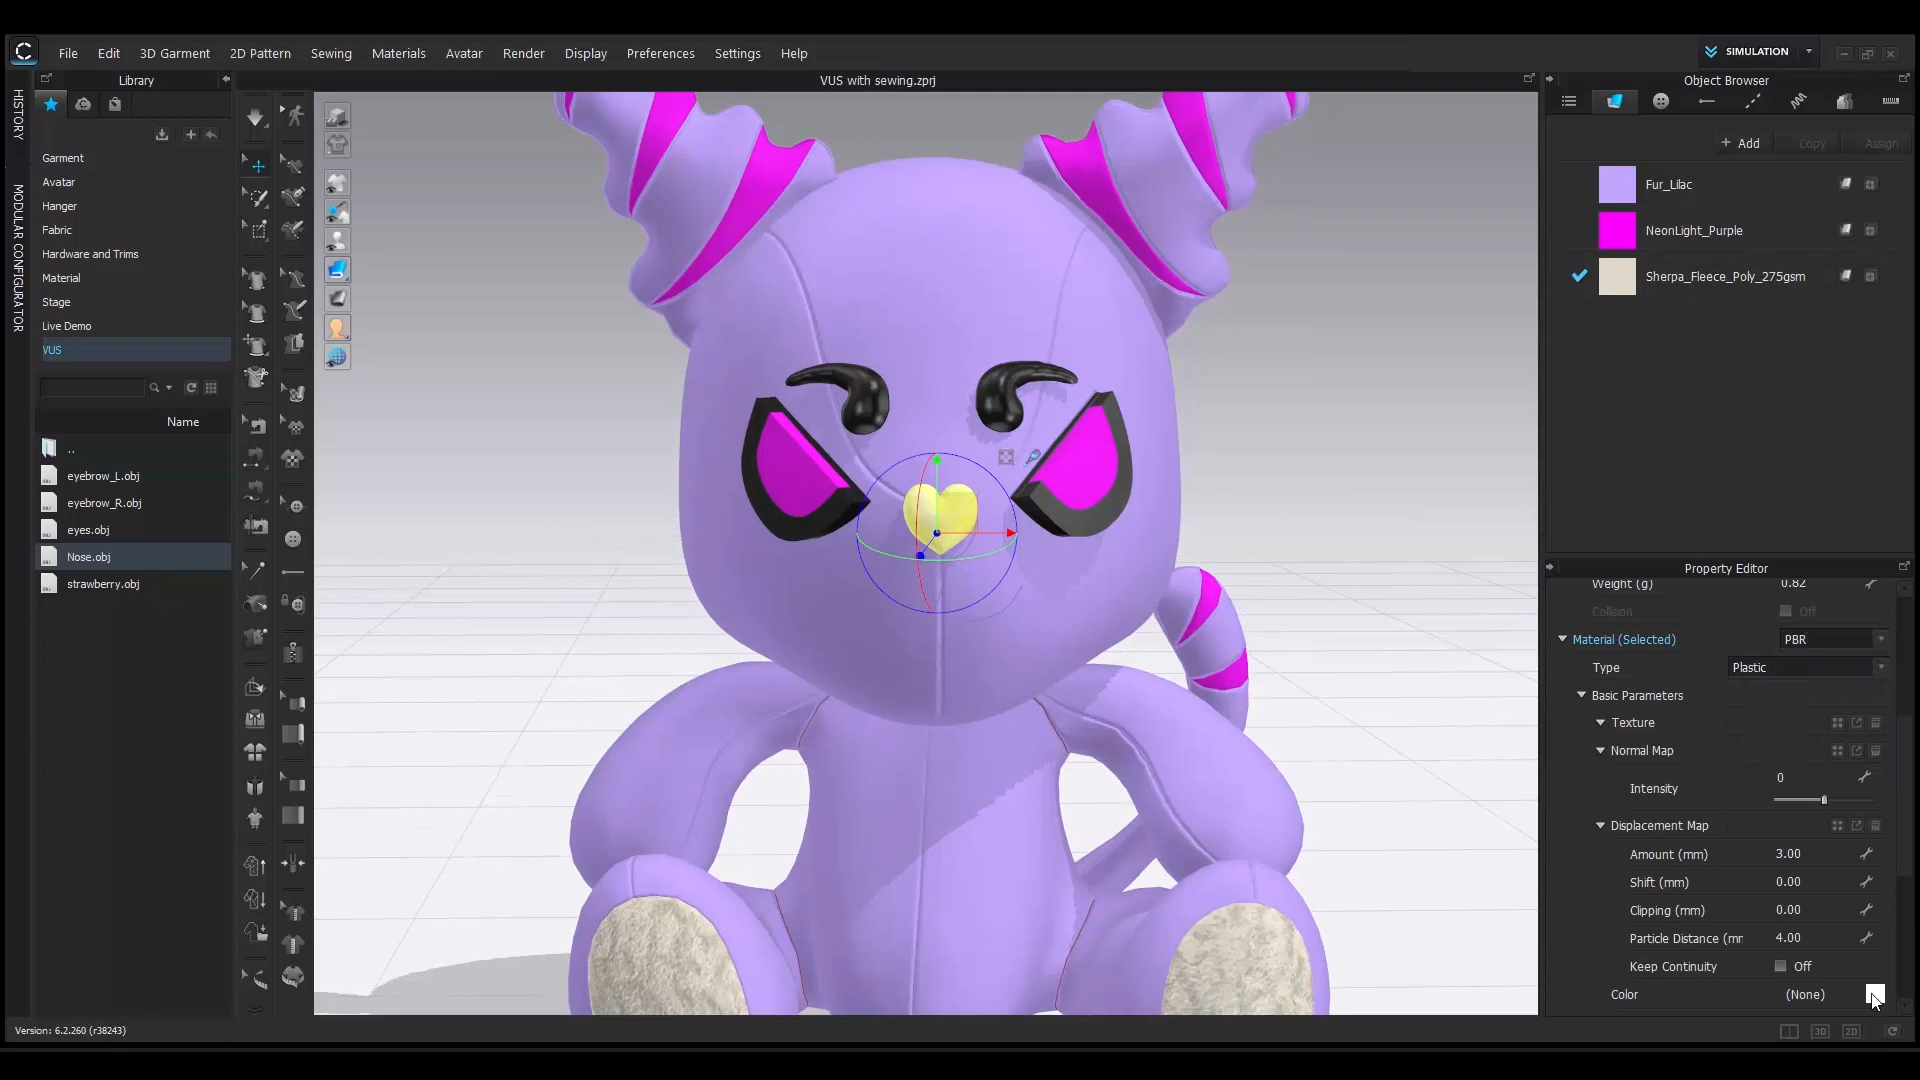 File Edit 3D Garment 2D Pattern Sewing Materials Avatar Render Display Preferences Settings Help
SIMULATION
Library
VUS with sewing.zprj
Object Browser
HISTORY
MODULAR CONFIGURATOR
Garment
Avatar
Hanger
Fabric
Hardware and Trims
Material
Stage
Live Demo
VUS
Name
..
eyebrow_L.obj
eyebrow_R.obj
eyes.obj
Nose.obj
strawberry.obj
+ Add Copy Assign
Fur_Lilac
NeonLight_Purple
Sherpa_Fleece_Poly_275gsm
Property Editor
Weight (g) 0.82
Collision Off
Material (Selected) PBR
Type Plastic
Basic Parameters
Texture
Normal Map
0
Intensity
Displacement Map
Amount (mm) 3.00
Shift (mm) 0.00
Clipping (mm) 0.00
Particle Distance (mr 4.00
Keep Continuity Off
Color (None)
Version: 6.2.260 (r38243)
3D 2D